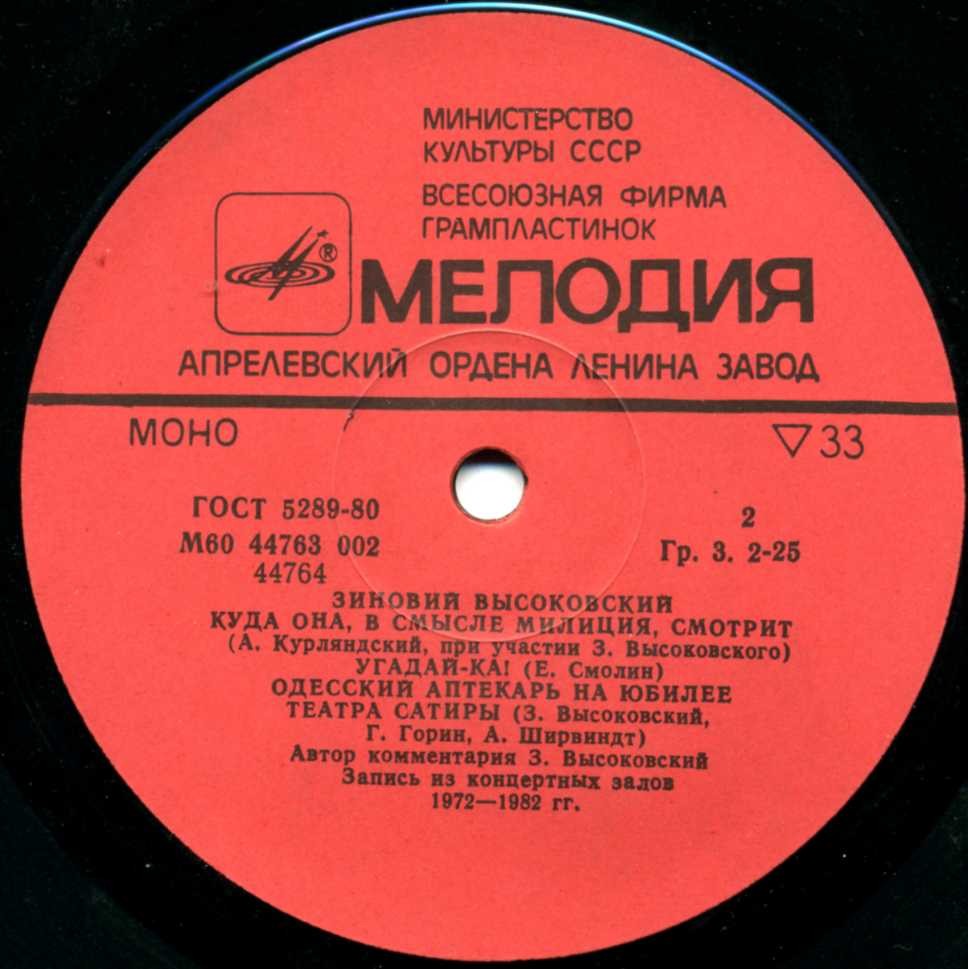 МИНИСТЕРСТВО
КУЛЬТУРЫ СССР
ВСЕСОЮЗНАЯ ФИРМА
ГРАМПЛАСТИНОК
®
МЕЛОДИЯ
АПРЕЛЕВСКИЙ ОРДЕНА ЛЕНИНА ЗАВОД
МОНО ▽33
ГОСТ 5289-80 2
М60 44763 002 Гр. 3. 2-25
44764
ЗИНОВИЙ ВЫСОКОВСКИЙ
КУДА ОНА, В СМЫСЛЕ МИЛИЦИЯ, СМОТРИТ
(А. Курляндский, при участии З. Высоковского)
УГАДАЙ-КА! (Е. Смолин)
ОДЕССКИЙ АПТЕКАРЬ НА ЮБИЛЕЕ
ТЕАТРА САТИРЫ (З. Высоковский,
Г. Горин, А. Ширвиндт)
Автор комментария З. Высоковский
Запись из концертных залов
1972—1982 гг.